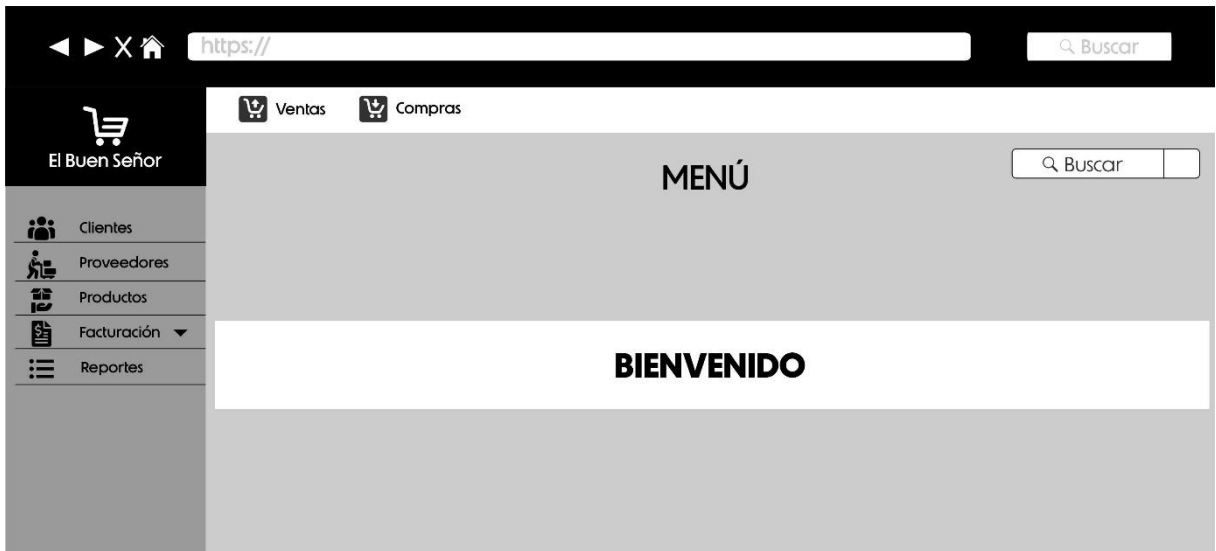 https://
Buscar
Ventas
Compras
El Buen Señor
MENÚ
Buscar
Clientes
Proveedores
Productos
Facturación
Reportes
BIENVENIDO